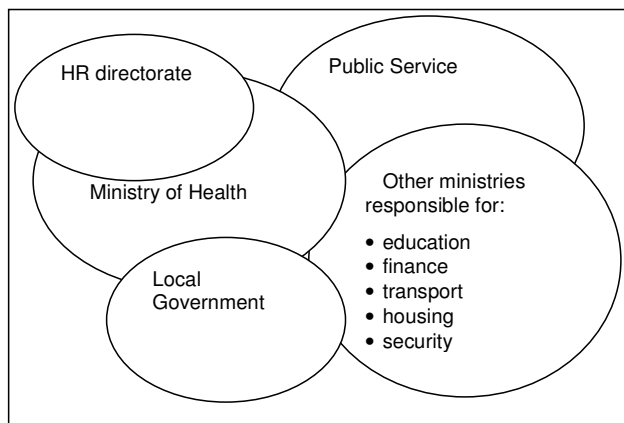 HR directorate
Public Service
Ministry of Health
Other ministries
responsible for:
• education
• finance
• transport
• housing
• security
Local
Government